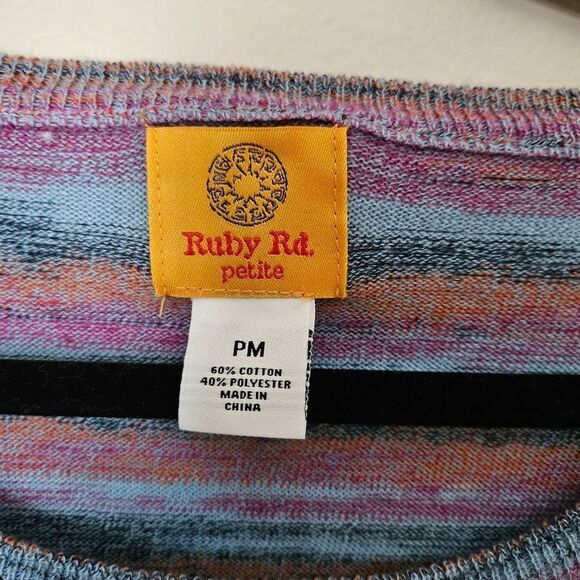 Ruby Rd.
petite
PM
60% COTTON
40% POLYESTER
MADE IN
CHINA